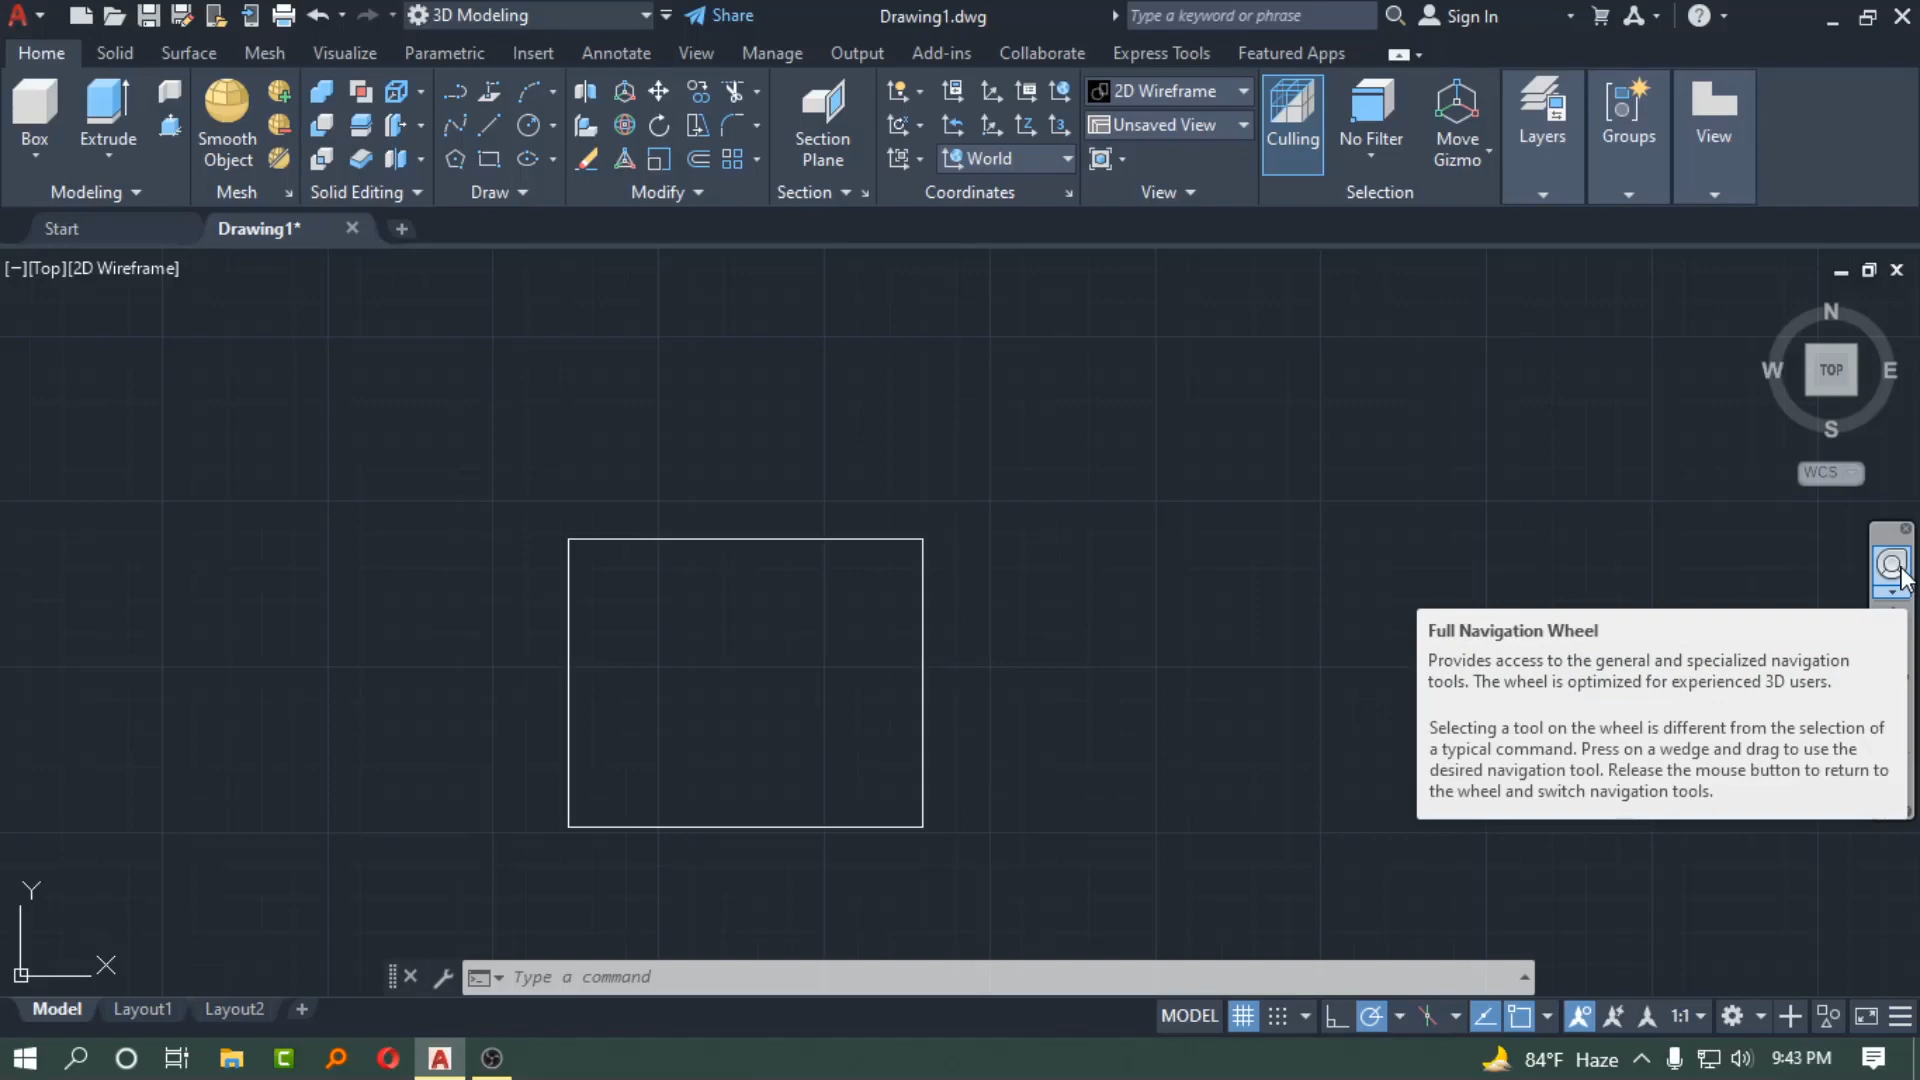 3D Modeling
Share
Drawing1.dwg
Type a keyword or phrase
Sign In
Home
Solid
Surface
Mesh
Visualize
Parametric
Insert
Annotate
View
Manage
Output
Add-ins
Collaborate
Express Tools
Featured Apps
Box
Extrude
Smooth
Object
Section
Plane
2D Wireframe
Unsaved View
World
Culling
No Filter
Move
Gizmo
Layers
Groups
View
Modeling
Mesh
Solid Editing
Draw
Modify
Section
Coordinates
View
Selection
Start
Drawing1*
[−][Top][2D Wireframe]
N
W
TOP
E
S
WCS
Full Navigation Wheel
Provides access to the general and specialized navigation
tools. The wheel is optimized for experienced 3D users.
Selecting a tool on the wheel is different from the selection of
a typical command. Press on a wedge and drag to use the
desired navigation tool. Release the mouse button to return to
the wheel and switch navigation tools.
Y
X
Type a command
Model
Layout1
Layout2
MODEL
1:1
84°F Haze
9:43 PM